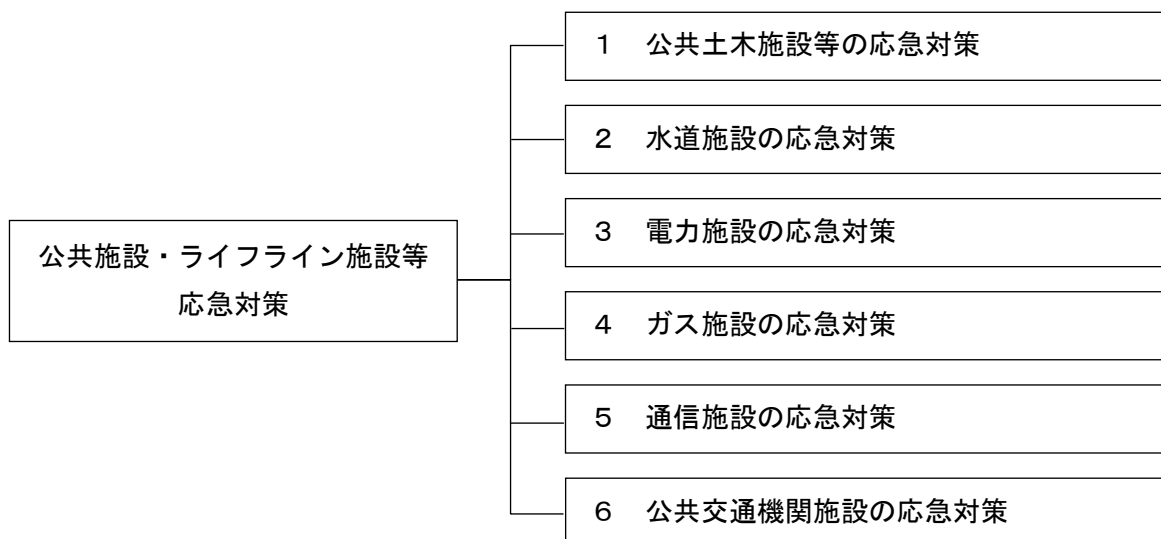 公共施設・ライフライン施設等
応急対策
１　公共土木施設等の応急対策
２　水道施設の応急対策
３　電力施設の応急対策
４　ガス施設の応急対策
５　通信施設の応急対策
６　公共交通機関施設の応急対策